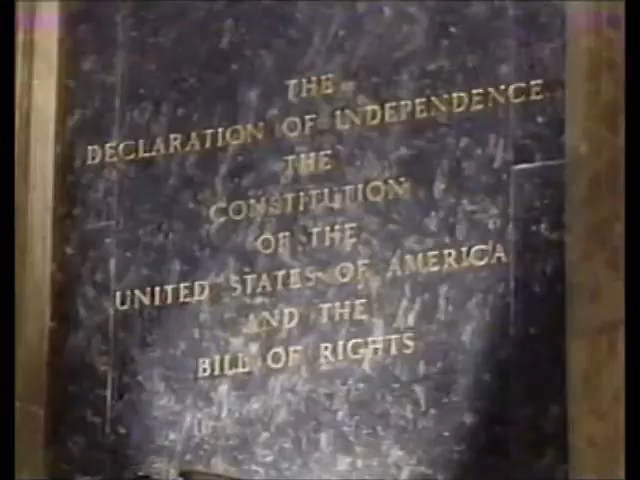 THE
DECLARATION OF INDEPENDENCE
THE
CONSTITUTION
OF THE
UNITED STATES OF AMERICA
AND THE
BILL OF RIGHTS